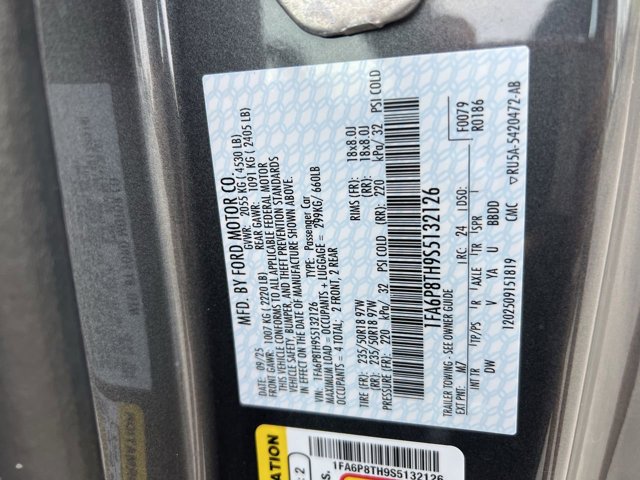 MFD. BY FORD MOTOR CO.
DATE: 09/25 GVWR: 2055 KG ( 4530 LB)
FRONT GAWR: 1007 KG ( 2220 LB) REAR GAWR: 1091 KG ( 2405 LB)
THIS VEHICLE CONFORMS TO ALL APPLICABLE FEDERAL MOTOR
VEHICLE SAFETY, BUMPER, AND THEFT PREVENTION STANDARDS
IN EFFECT ON THE DATE OF MANUFACTURE SHOWN ABOVE.
VIN: 1FA6P8TH9S5132126 TYPE: Passenger Car
MAXIMUM LOAD = OCCUPANTS + LUGGAGE = 299KG/ 660LB
OCCUPANTS = 4 TOTAL: 2 FRONT, 2 REAR
TIRE (FR): 235/50R18 97W RIMS (FR): 18x8.0J
(RR): 235/50R18 97W (RR): 18x8.0J
PRESSURE (FR): 220 kPa/ 32 PSI COLD (RR): 220 kPa/ 32 PSI COLD
1FA6P8TH9S5132126
TRAILER TOWING - SEE OWNER GUIDE
EXT PNT: M7 RC: 24 DSO: F0079
R0186
INT TR TP/PS R AXLE TR SPR
DW V YA U BBDD
1202509151819 CMC ▽RU5A-5420472-AB
1FA6P8TH9S5132126